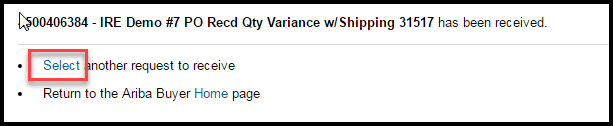 500406384 - IRE Demo #7 PO Recd Qty Variance w/Shipping 31517 has been received.
Select another request to receive
Return to the Ariba Buyer Home page